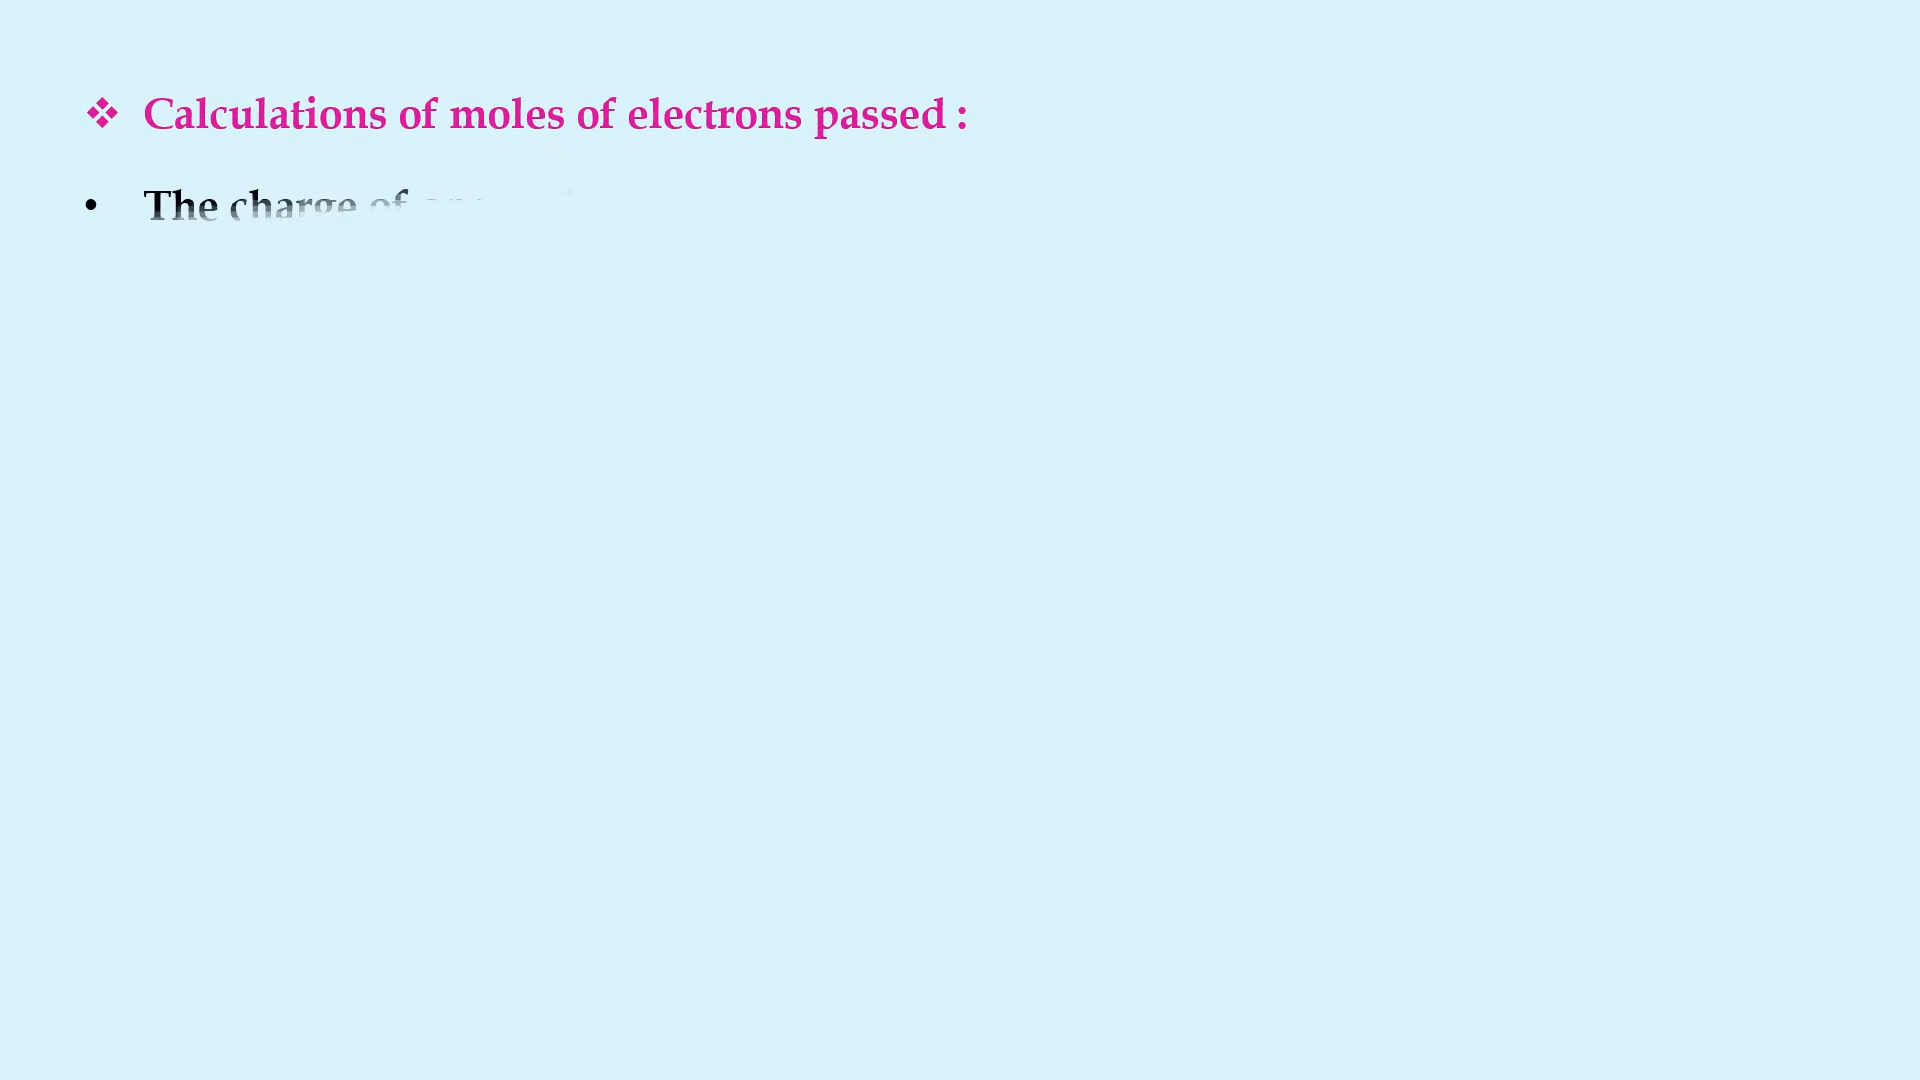 ❖ Calculations of moles of electrons passed :
• The charge of